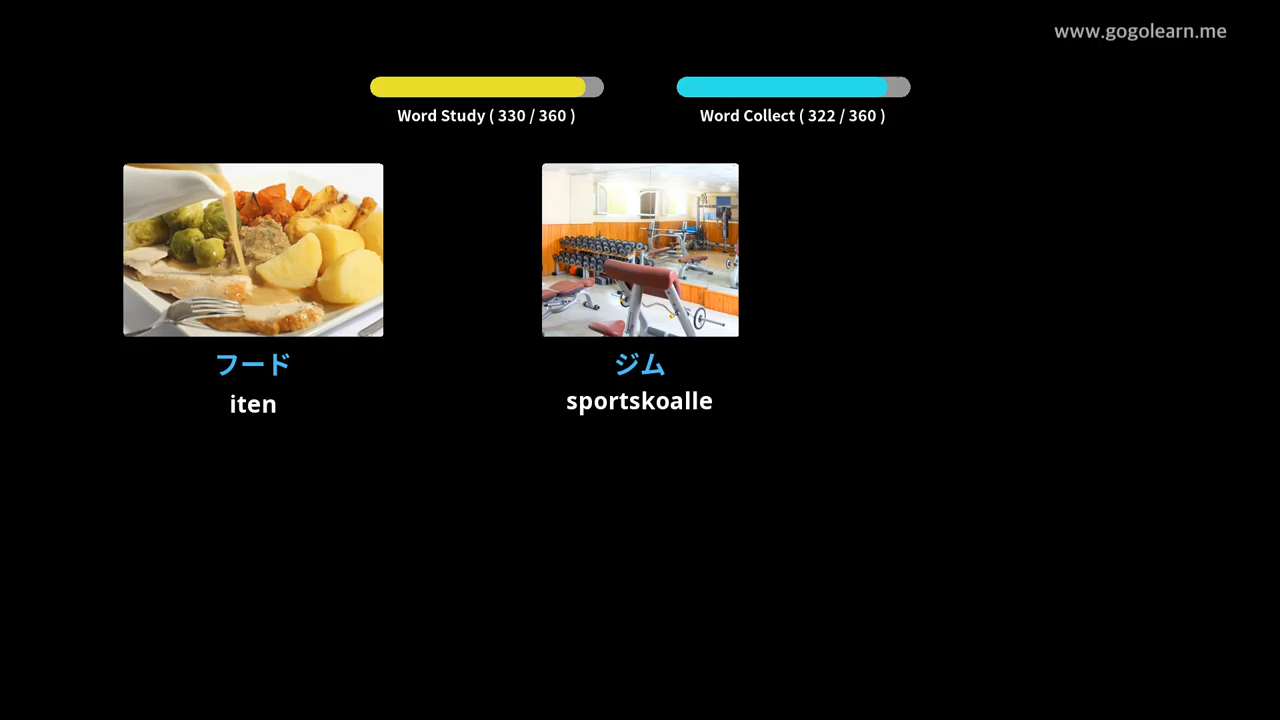 www.gogolearn.me
Word Study ( 330 / 360 )
Word Collect ( 322 / 360 )
フード
iten
ジム
sportskoalle